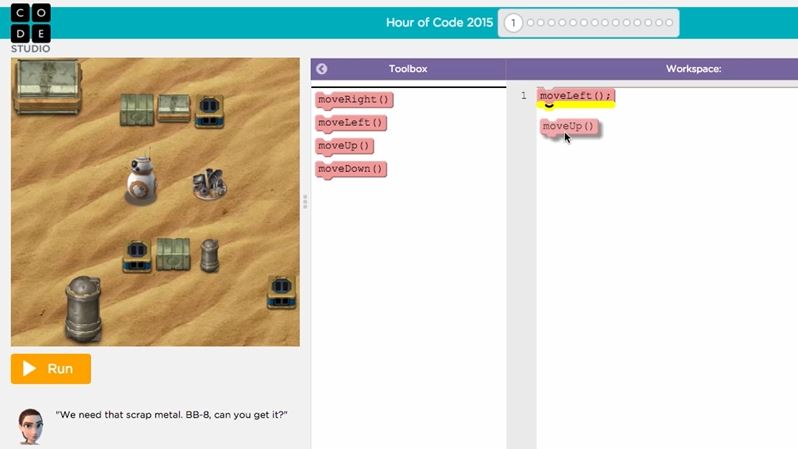 C O
D E
STUDIO
Hour of Code 2015
1
Toolbox
Workspace:
moveRight()
moveLeft()
moveUp()
moveDown()
1
moveLeft();
moveUp()
Run
"We need that scrap metal. BB-8, can you get it?"